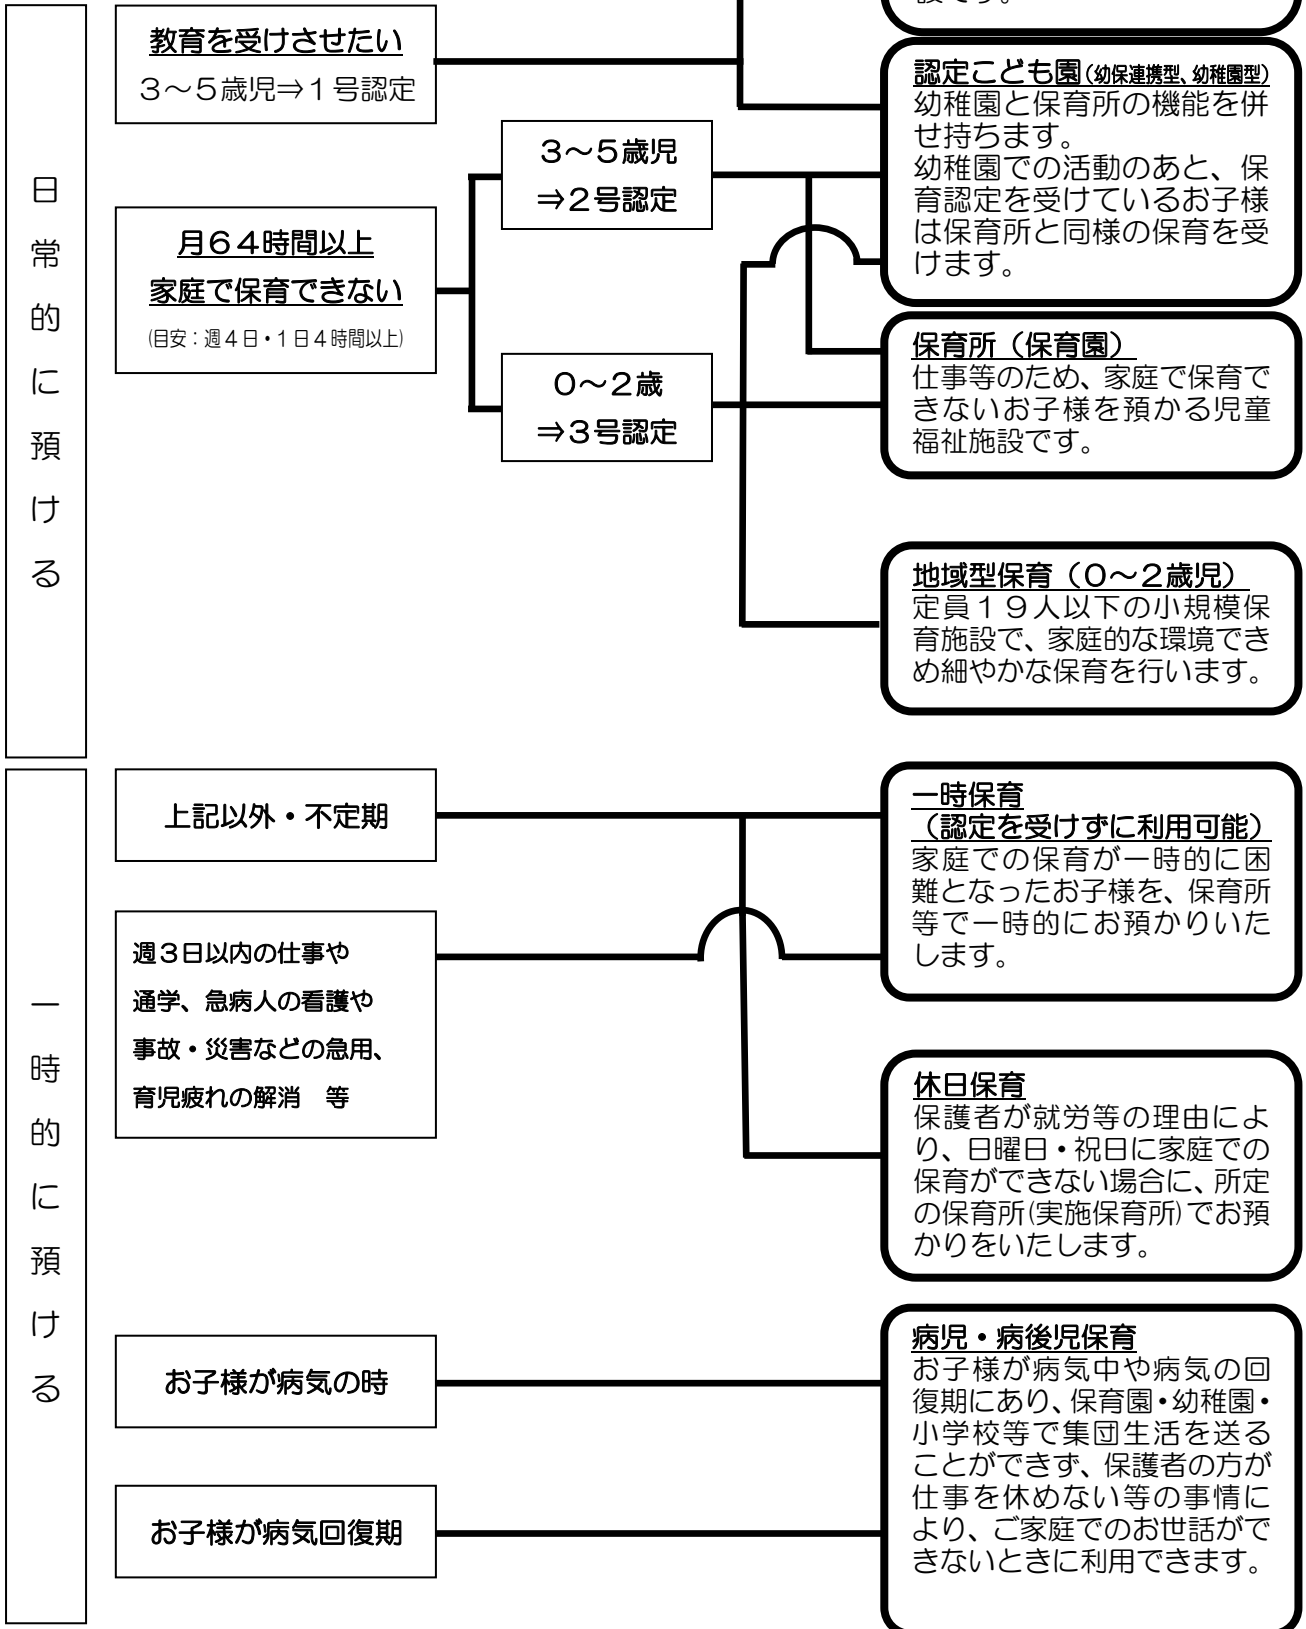 設です。
日常的に預ける
教育を受けさせたい
３～５歳児⇒１号認定
月６４時間以上
家庭で保育できない
(目安：週４日・１日４時間以上)
３～５歳児
⇒２号認定
０～２歳
⇒３号認定
認定こども園(幼保連携型、幼稚園型)
幼稚園と保育所の機能を併
せ持ちます。
幼稚園での活動のあと、保
育認定を受けているお子様
は保育所と同様の保育を受
けます。
保育所（保育園）
仕事等のため、家庭で保育で
きないお子様を預かる児童
福祉施設です。
地域型保育（０～２歳児）
定員１９人以下の小規模保
育施設で、家庭的な環境でき
め細やかな保育を行います。
一時的に預ける
上記以外・不定期
週３日以内の仕事や
通学、急病人の看護や
事故・災害などの急用、
育児疲れの解消　等
お子様が病気の時
お子様が病気回復期
一時保育
（認定を受けずに利用可能）
家庭での保育が一時的に困
難となったお子様を、保育所
等で一時的にお預かりいた
します。
休日保育
保護者が就労等の理由によ
り、日曜日・祝日に家庭での
保育ができない場合に、所定
の保育所(実施保育所)でお預
かりをいたします。
病児・病後児保育
お子様が病気中や病気の回
復期にあり、保育園・幼稚園・
小学校等で集団生活を送る
ことができず、保護者の方が
仕事を休めない等の事情に
より、ご家庭でのお世話がで
きないときに利用できます。